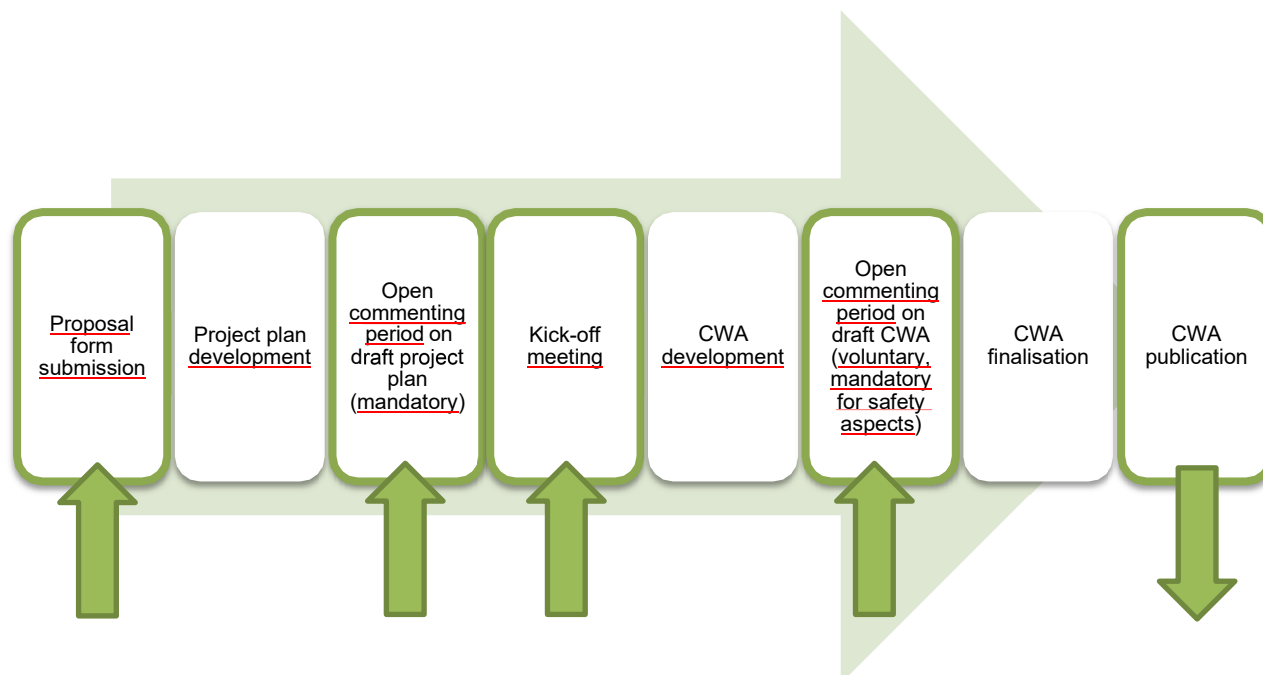 Proposal
form
submission
Project plan
development
Open
commenting
period on
draft project
plan
(mandatory)
Kick-off
meeting
CWA
development
Open
commenting
period on
draft CWA
(voluntary,
mandatory
for safety
aspects)
CWA
finalisation
CWA
publication